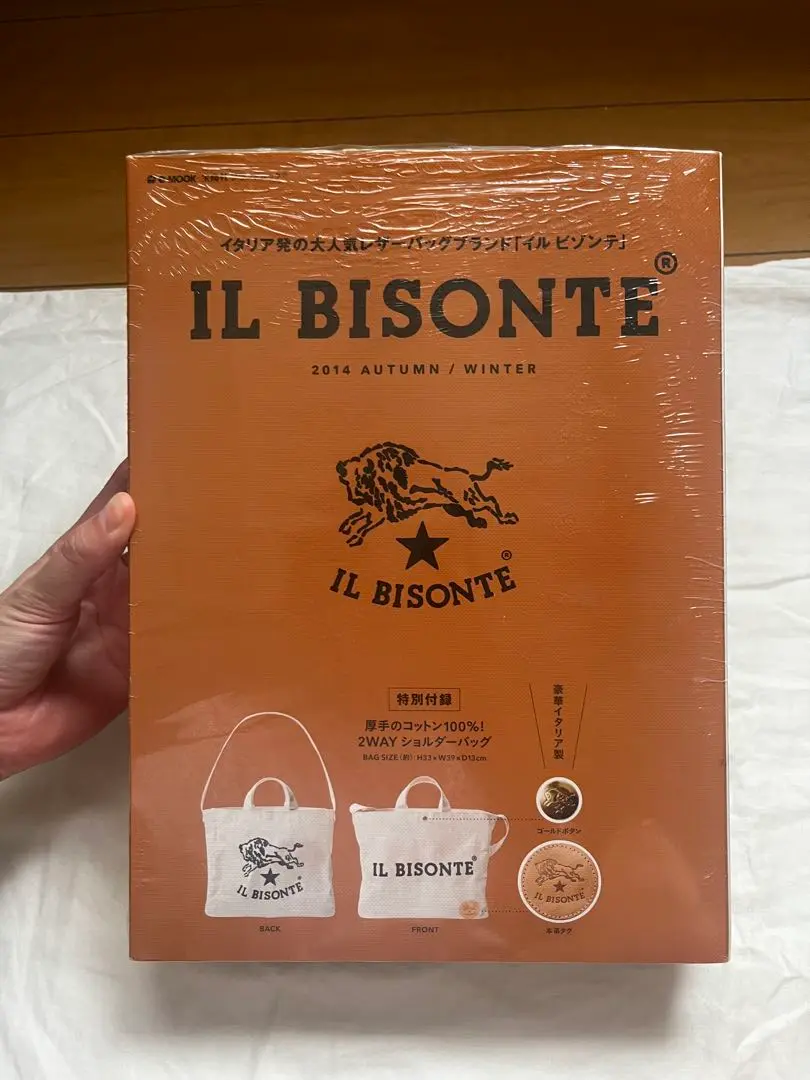 e-MOOK
イタリア発の大人気レザーバッグブランド「イル ビゾンテ」
IL BISONTE®
2014 AUTUMN / WINTER
IL BISONTE®
特別付録
厚手のコットン100%!
2WAY ショルダーバッグ
BAG SIZE(約):H33×W39×D13cm
豪華イタリア製
ゴールドボタン
IL BISONTE®
BACK
IL BISONTE®
FRONT
IL BISONTE
本革タグ